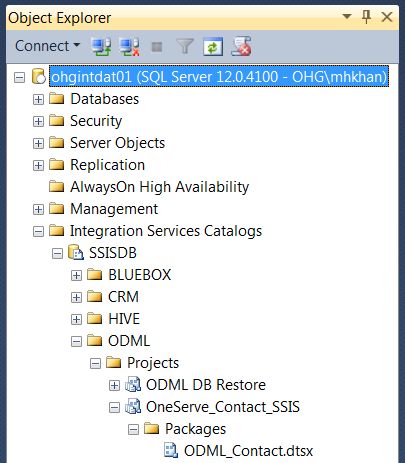 Object Explorer
Connect
ohgintdat01 (SQL Server 12.0.4100 - OHG\mhkhan)
Databases
Security
Server Objects
Replication
AlwaysOn High Availability
Management
Integration Services Catalogs
SSISDB
BLUEBOX
CRM
HIVE
ODML
Projects
ODML DB Restore
OneServe_Contact_SSIS
Packages
ODML_Contact.dtsx